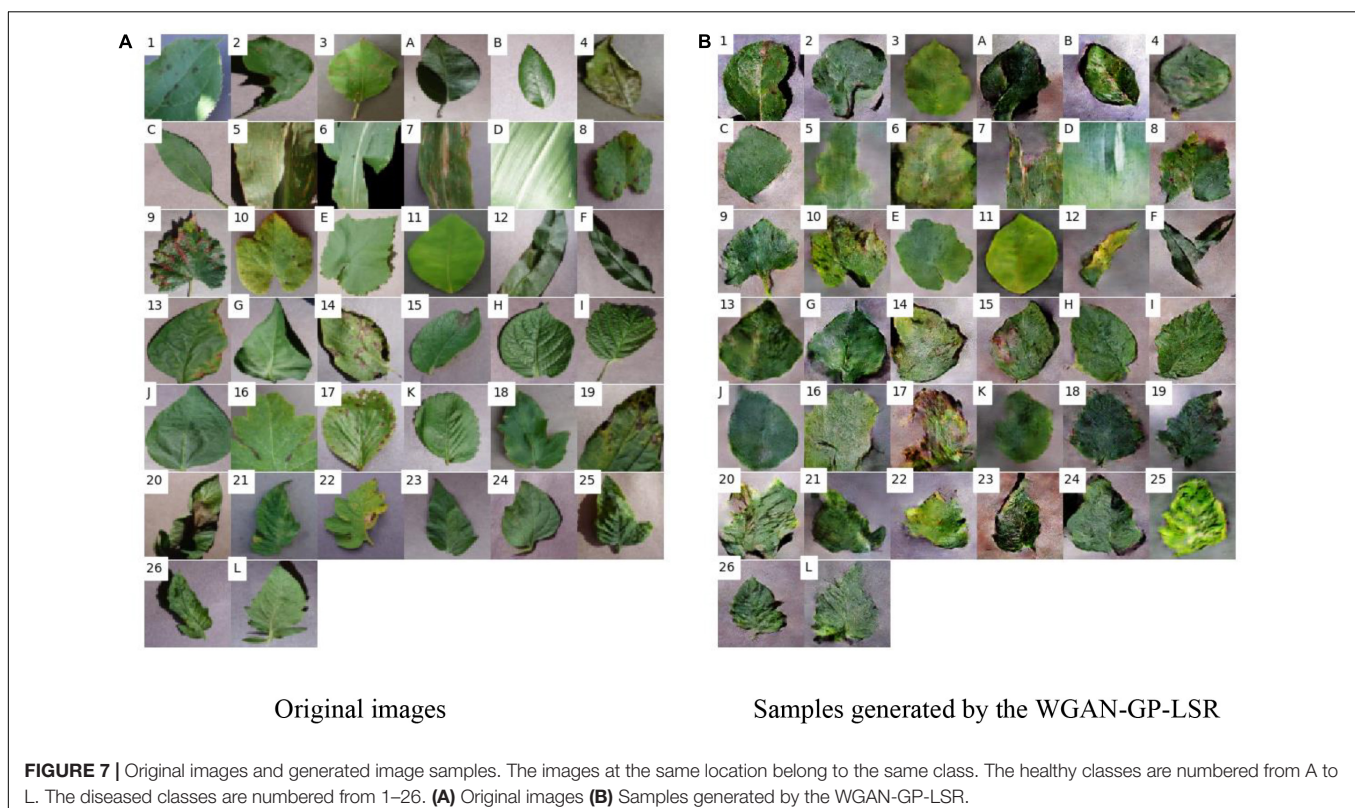 A
1 2 3 A B 4
C 5 6 7 D 8
9 10 E 11 12 F
13 G 14 15 H I
J 16 17 K 18 19
20 21 22 23 24 25
26 L
Original images
B
1 2 3 A B 4
C 5 6 7 D 8
9 10 E 11 12 F
13 G 14 15 H I
J 16 17 K 18 19
20 21 22 23 24 25
26 L
Samples generated by the WGAN-GP-LSR
FIGURE 7 | Original images and generated image samples. The images at the same location belong to the same class. The healthy classes are numbered from A to
L. The diseased classes are numbered from 1–26. (A) Original images (B) Samples generated by the WGAN-GP-LSR.